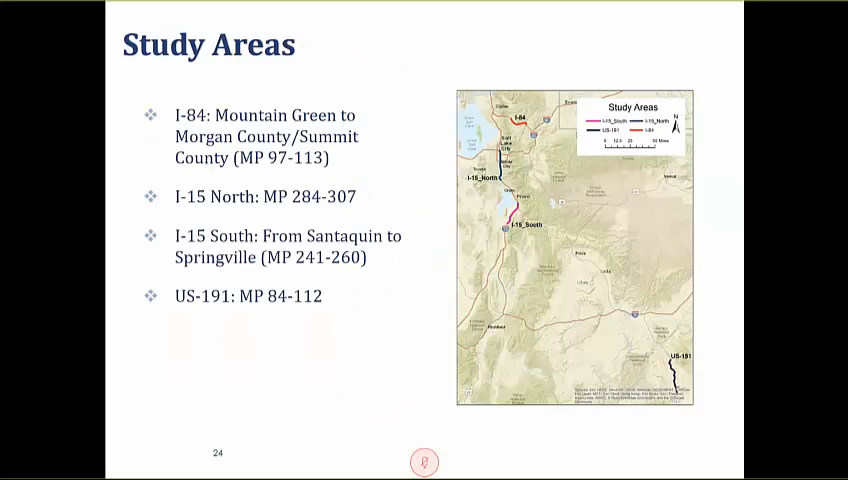 Study Areas
I-84: Mountain Green to
Morgan County/Summit
County (MP 97-113)
I-15 North: MP 284-307
I-15 South: From Santaquin to
Springville (MP 241-260)
US-191: MP 84-112
Study Areas
I-15_South
I-15_North
US-191
I-84
N
Ogden
I-84
Salt
Lake
City
I-15_North
Provo
I-15_South
Vernal
Price
Richfield
US-191
24